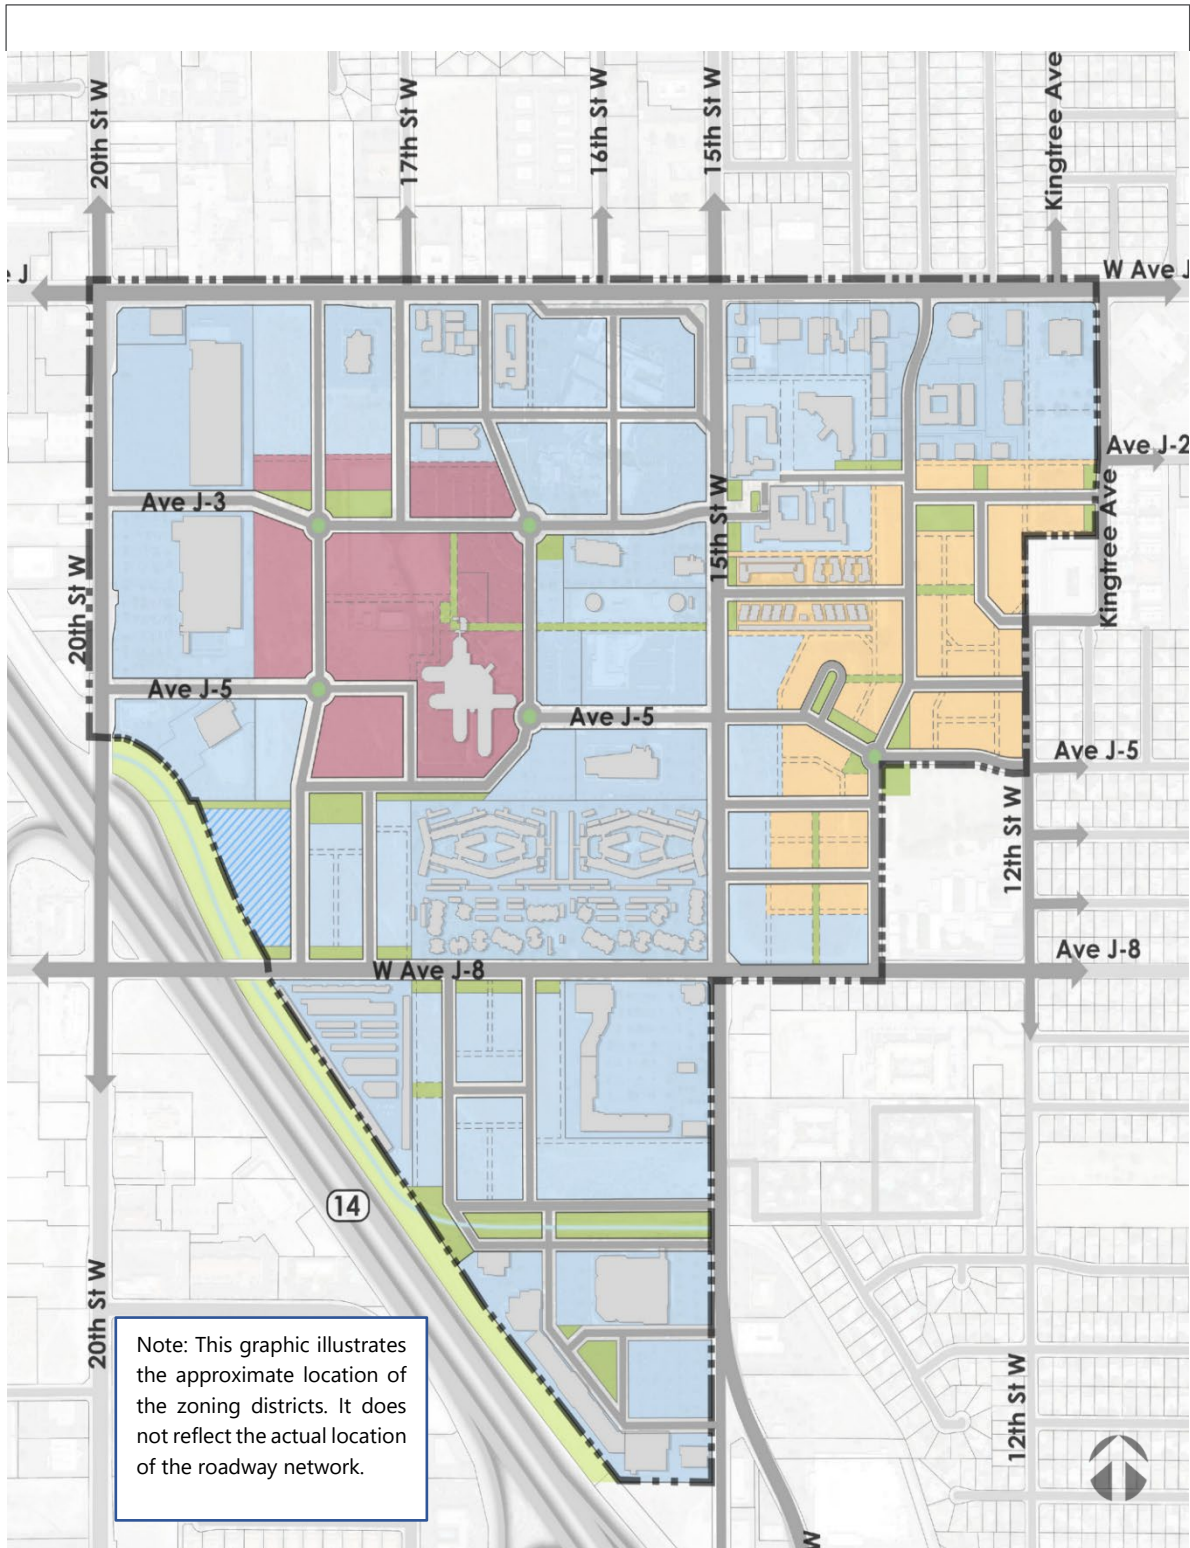 20th St W
17th St W
16th St W
15th St W
Kingtree Ave
e J
W Ave J
Ave J-2
Ave J-3
15th St W
Kingtree Ave
20th St W
Ave J-5
Ave J-5
Ave J-5
12th St W
W Ave J-8
Ave J-8
14
20th St W
12th St W
Note: This graphic illustrates
the approximate location of
the zoning districts. It does
not reflect the actual location
of the roadway network.
W